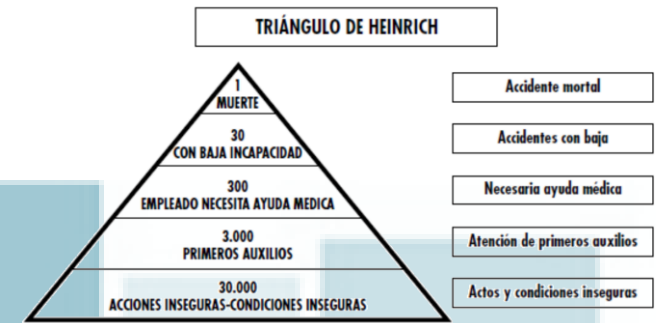 TRIÁNGULO DE HEINRICH
1
MUERTE
Accidente mortal
30
CON BAJA INCAPACIDAD
Accidentes con baja
300
EMPLEADO NECESITA AYUDA MEDICA
Necesaria ayuda médica
3.000
PRIMEROS AUXILIOS
Atención de primeros auxilios
30.000
ACCIONES INSEGURAS-CONDICIONES INSEGURAS
Actos y condiciones inseguras